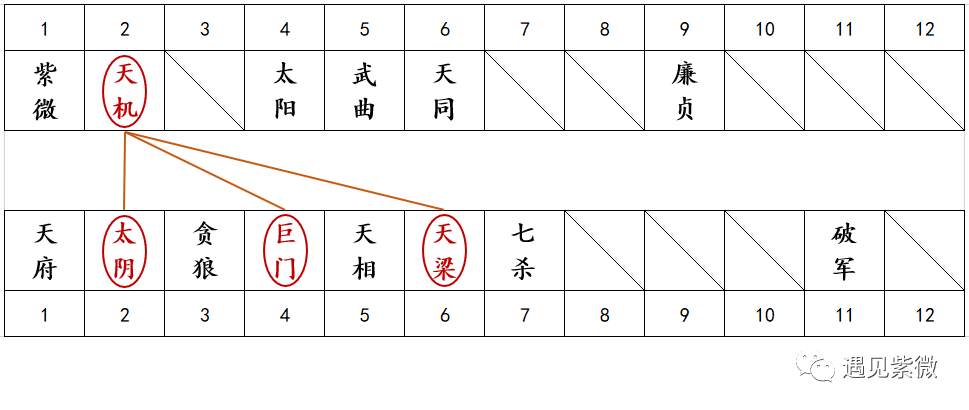 1 2 3 4 5 6 7 8 9 10 11 12
紫微 天机 太阳 武曲 天同 廉贞
天府 太阴 贪狼 巨门 天相 天梁 七杀 破军
1 2 3 4 5 6 7 8 9 10 11 12
遇见紫微